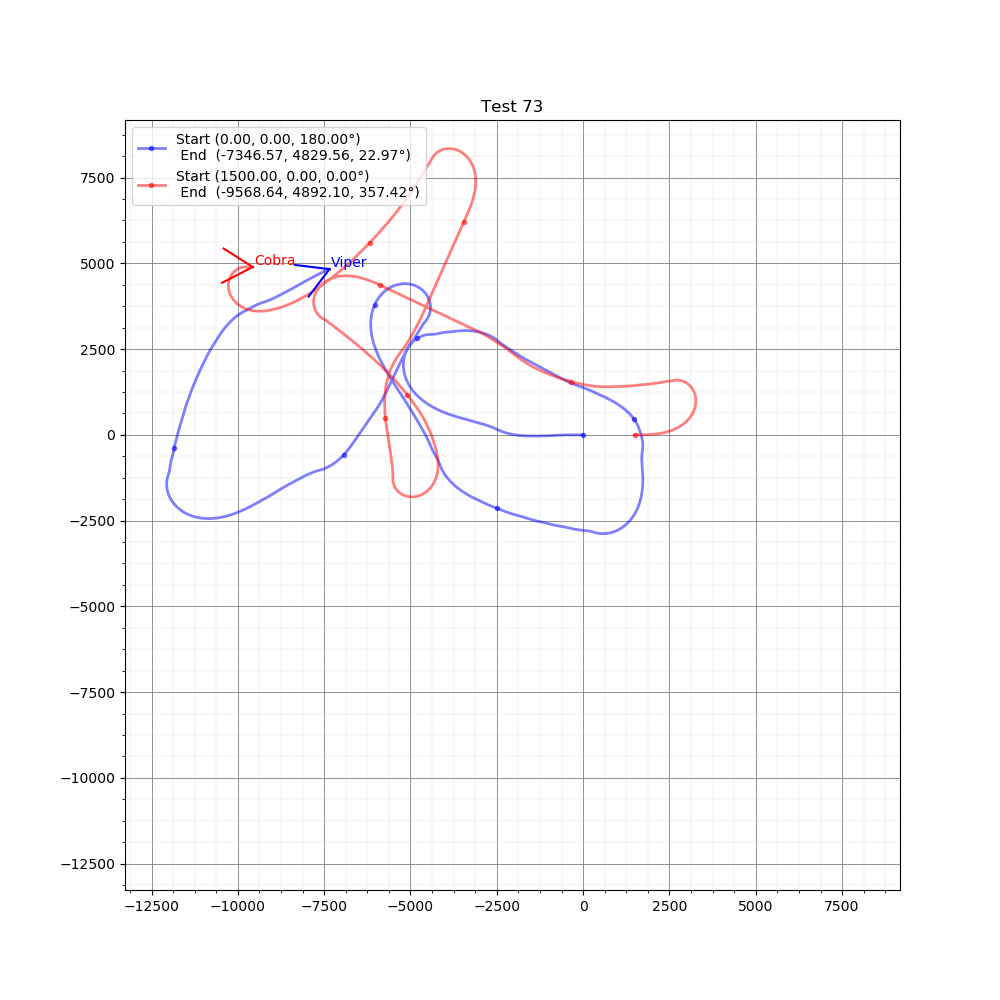 Test 73
Start (0.00, 0.00, 180.00°)
End  (-7346.57, 4829.56, 22.97°)
Start (1500.00, 0.00, 0.00°)
End  (-9568.64, 4892.10, 357.42°)
Cobra
Viper
7500
5000
2500
0
−2500
−5000
−7500
−10000
−12500
−12500 −10000 −7500 −5000 −2500 0 2500 5000 7500